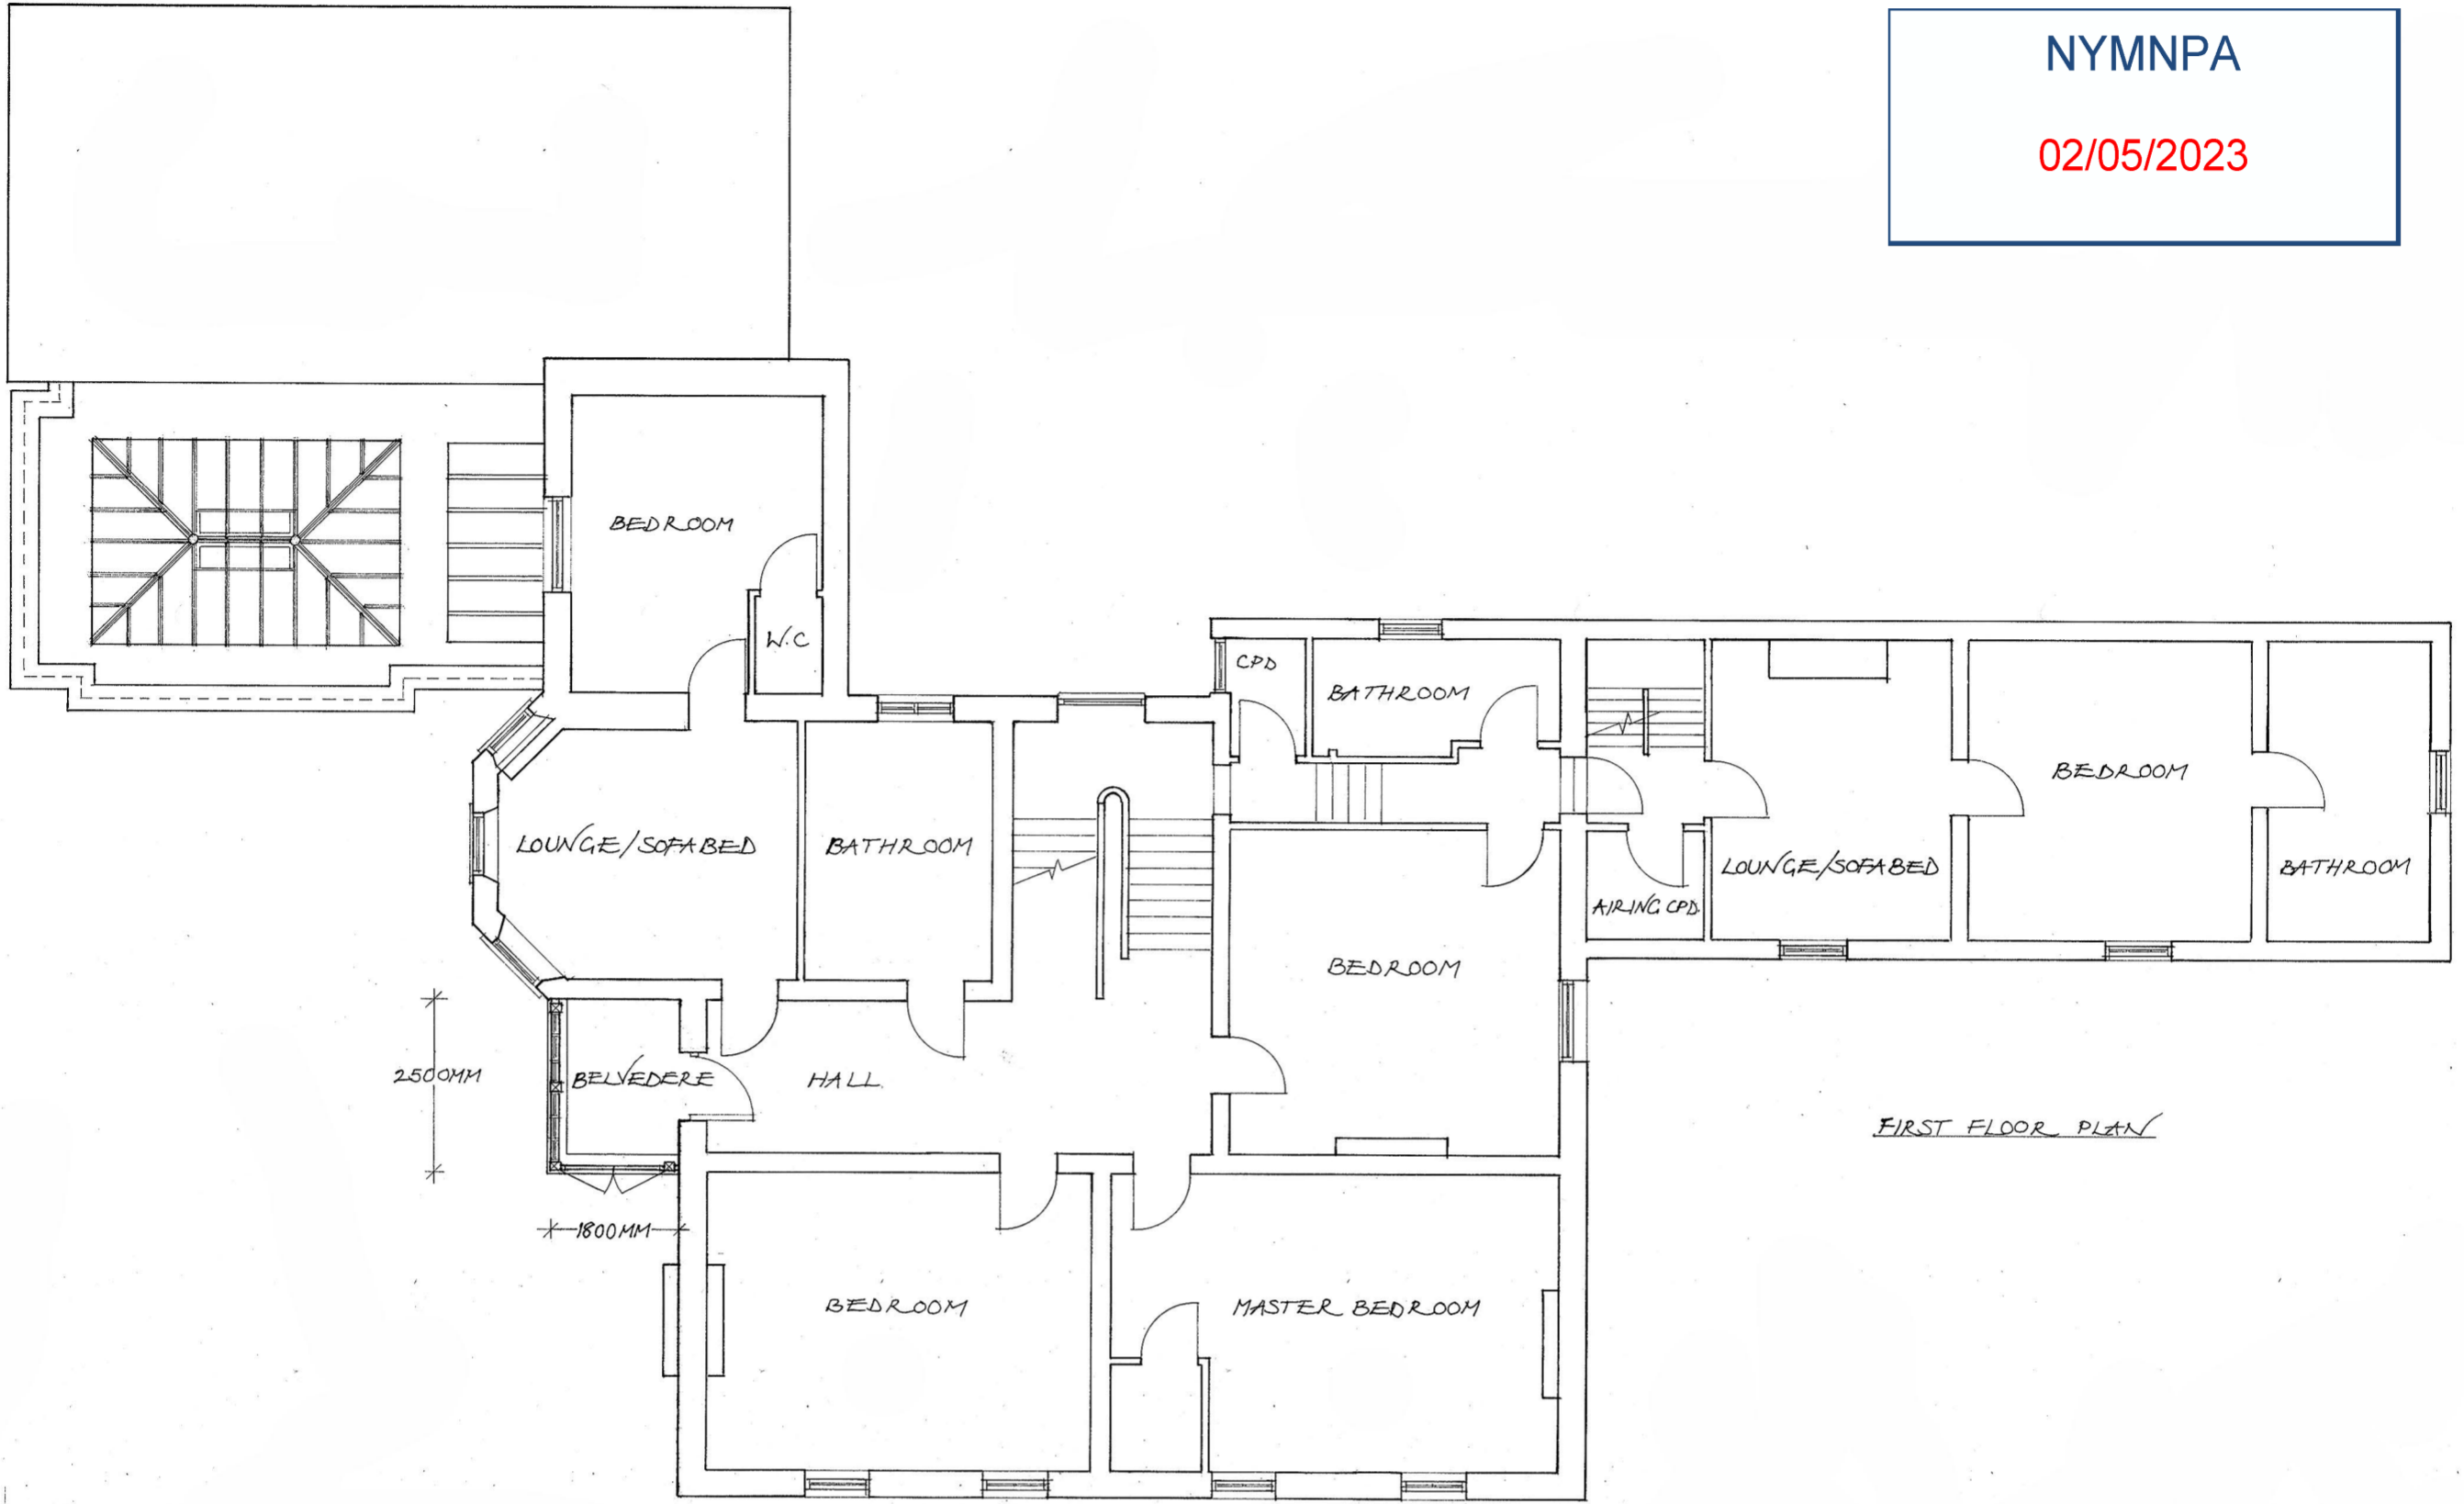 NYMNPA
02/05/2023
BEDROOM
W.C
CPD
BATHROOM
BEDROOM
LOUNGE/SOFABED
BATHROOM
LOUNGE/SOFABED
BATHROOM
AIRING CPD.
BEDROOM
2500MM
BELVEDERE
HALL
FIRST FLOOR PLAN
1800MM
BEDROOM
MASTER BEDROOM